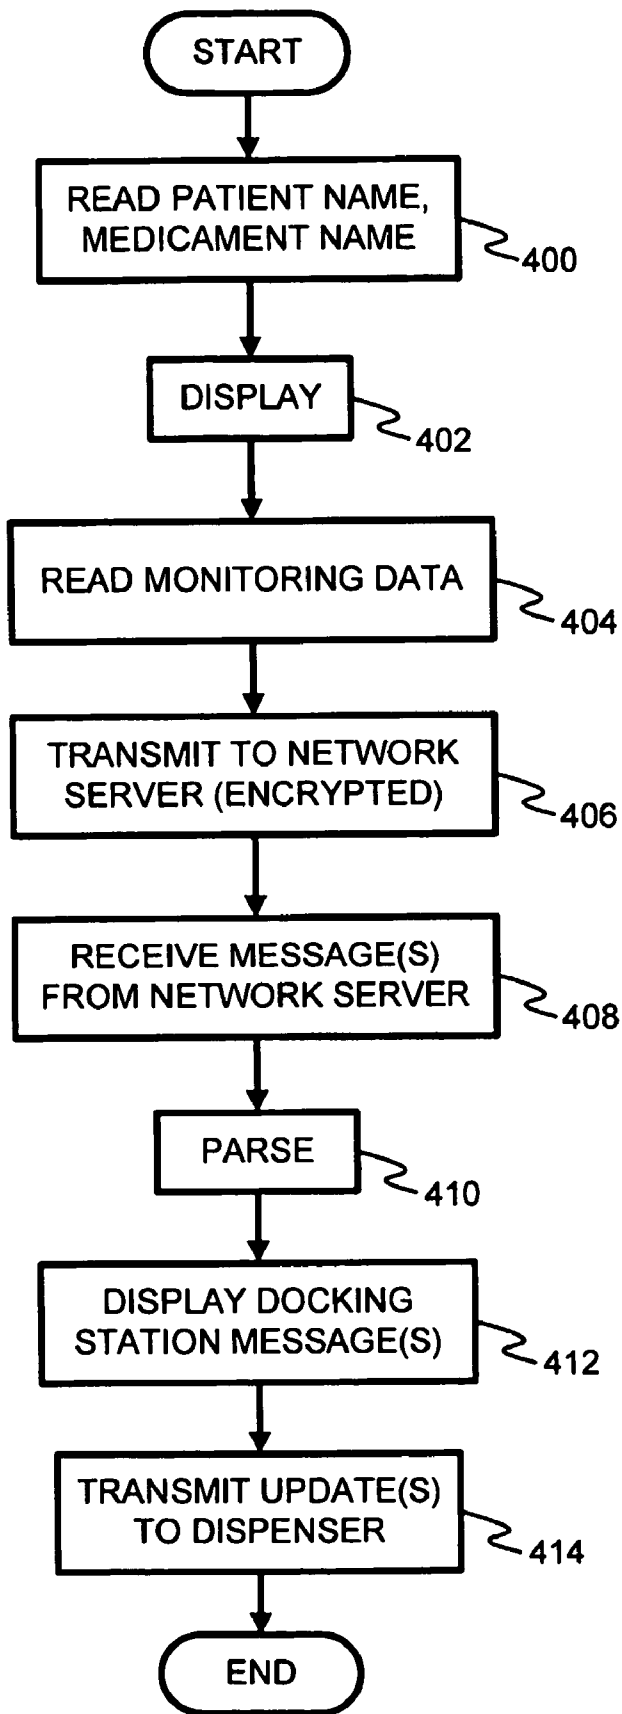 START
READ PATIENT NAME,
MEDICAMENT NAME
400
DISPLAY
402
READ MONITORING DATA
404
TRANSMIT TO NETWORK
SERVER (ENCRYPTED)
406
RECEIVE MESSAGE(S)
FROM NETWORK SERVER
408
PARSE
410
DISPLAY DOCKING
STATION MESSAGE(S)
412
TRANSMIT UPDATE(S)
TO DISPENSER
414
END